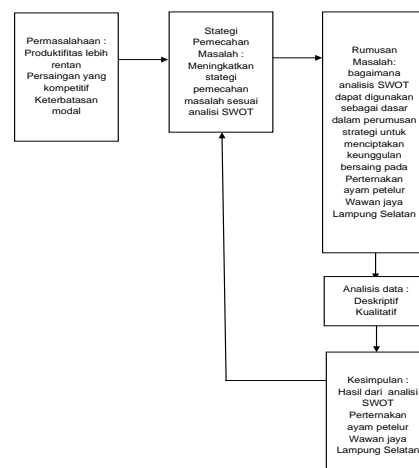 Permasalahaan :
Produktifitas lebih
rentan
Persaingan yang
kompetitif
Keterbatasan
modal
Stategi
Pemecahan
Masalah :
Meningkatkan
stategi
pemecahan
masalah sesuai
analisi SWOT
Rumusan
Masalah:
bagaimana
analisis SWOT
dapat digunakan
sebagai dasar
dalam perumusan
strategi untuk
menciptakan
keunggulan
bersaing pada
Perternakan
ayam petelur
Wawan jaya
Lampung Selatan
Analisis data :
Deskriptif
Kualitatif
Kesimpulan :
Hasil dari analisi
SWOT
Perternakan
ayam petelur
Wawan jaya
Lampung Selatan